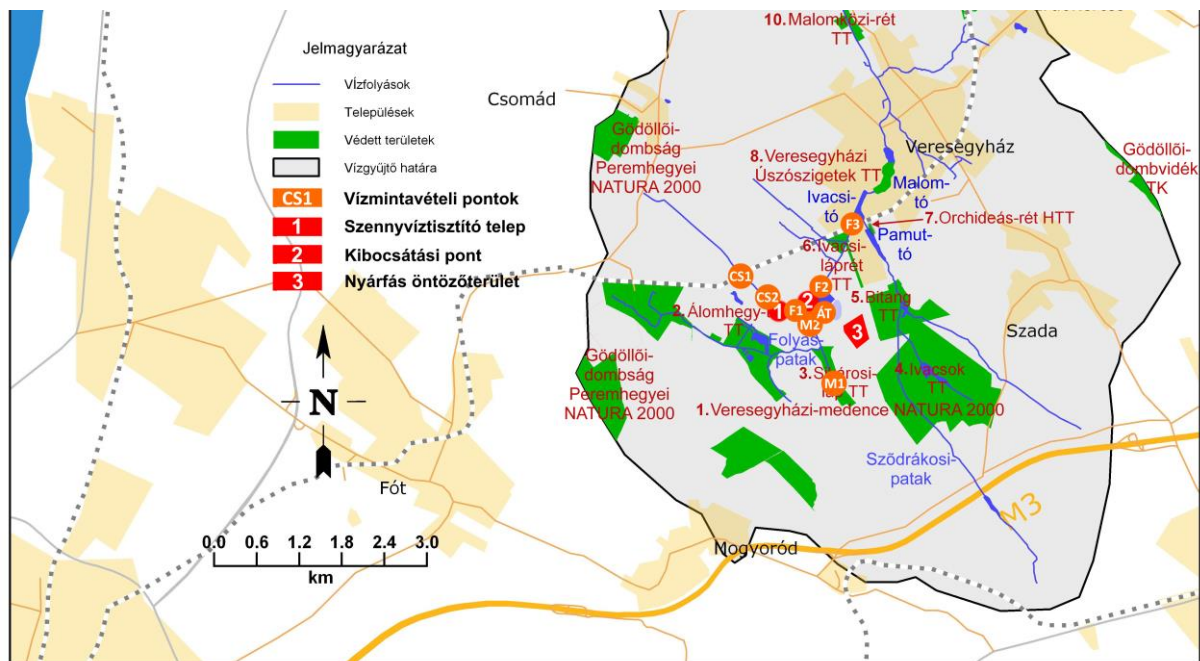 Jelmagyarázat
Vízfolyások
Települések
Védett területek
Vízgyűjtő határa
CS1 Vízmintavételi pontok
1 Szennyvíztisztító telep
2 Kibocsátási pont
3 Nyárfás öntözőterület
N
0.0 0.6 1.2 1.8 2.4 3.0
km
Csomád
Fót
10. Malomközi-rét
TT
Gödöllői-
dombság
Peremhegyei
NATURA 2000
8. Veresegyházi
Úszószigetek TT
Veresegyház
Gödöllői-
dombvidék
TK
Ivacsi-
tó
Malom-
tó
F3
7. Orchideás-rét HTT
Pamut-
tó
6. Ivacsi-
láprét
TT
CS1
CS2
F2
1
F1
2
ÁT
M2
5. Bitang
TT
2. Álomhegy-
TT
3
Szada
Folyás-
patak
Gödöllői-
dombság
Peremhegyei
NATURA 2000
M1
4. Ivacsok
TT
1. Veresegyházi-medence NATURA 2000
Sződrákosi-
patak
M3
Mogyoród